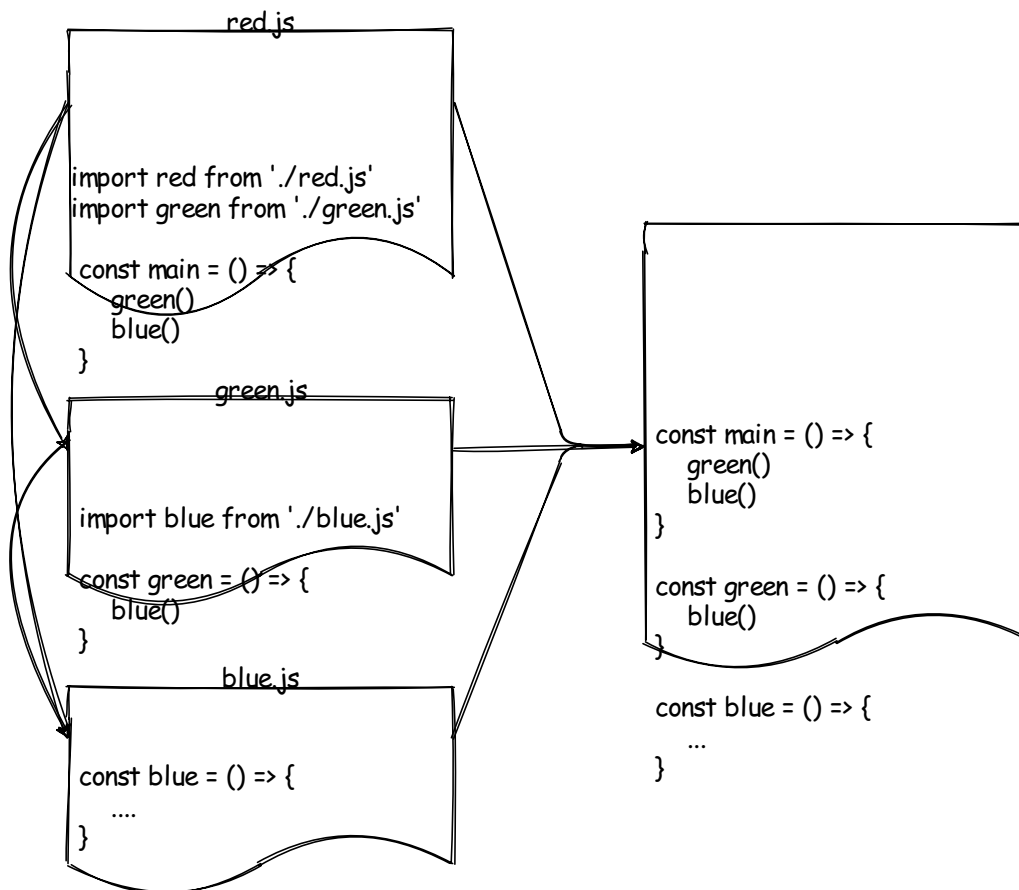 red.js
import red from './red.js'
import green from './green.js'
const main = () => {
green()
blue()
}
green.js
import blue from './blue.js'
const green = () => {
blue()
}
blue.js
const blue = () => {
....
}
const main = () => {
green()
blue()
}
const green = () => {
blue()
}
const blue = () => {
...
}